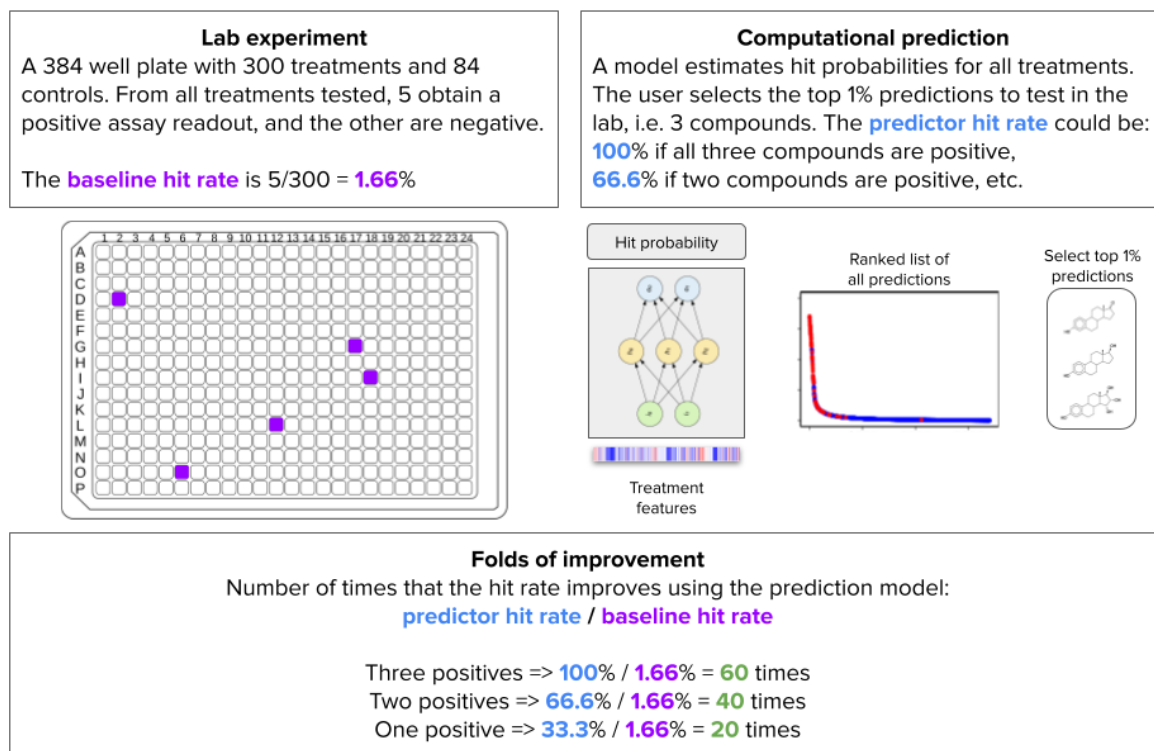 Lab experiment
A 384 well plate with 300 treatments and 84
controls. From all treatments tested, 5 obtain a
positive assay readout, and the other are negative.
The baseline hit rate is 5/300 = 1.66%
Computational prediction
A model estimates hit probabilities for all treatments.
The user selects the top 1% predictions to test in the
lab, i.e. 3 compounds. The predictor hit rate could be:
100% if all three compounds are positive,
66.6% if two compounds are positive, etc.
1 2 3 4 5 6 7 8 9 10 11 12 13 14 15 16 17 18 19 20 21 22 23 24
A
B
C
D
E
F
G
H
I
J
K
L
M
N
O
P
Hit probability
Treatment
features
Ranked list of
all predictions
Select top 1%
predictions
Folds of improvement
Number of times that the hit rate improves using the prediction model:
predictor hit rate / baseline hit rate
Three positives => 100% / 1.66% = 60 times
Two positives => 66.6% / 1.66% = 40 times
One positive => 33.3% / 1.66% = 20 times